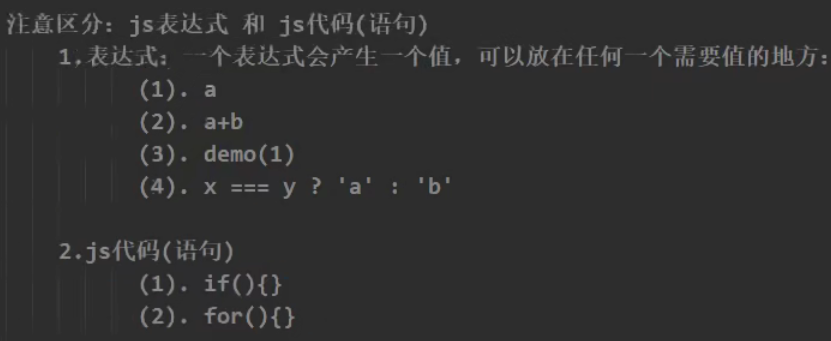 注意区分：js表达式 和 js代码(语句)
1,表达式：一个表达式会产生一个值，可以放在任何一个需要值的地方：
(1). a
(2). a+b
(3). demo(1)
(4). x === y ? 'a' : 'b'
2.js代码(语句)
(1). if(){}
(2). for(){}